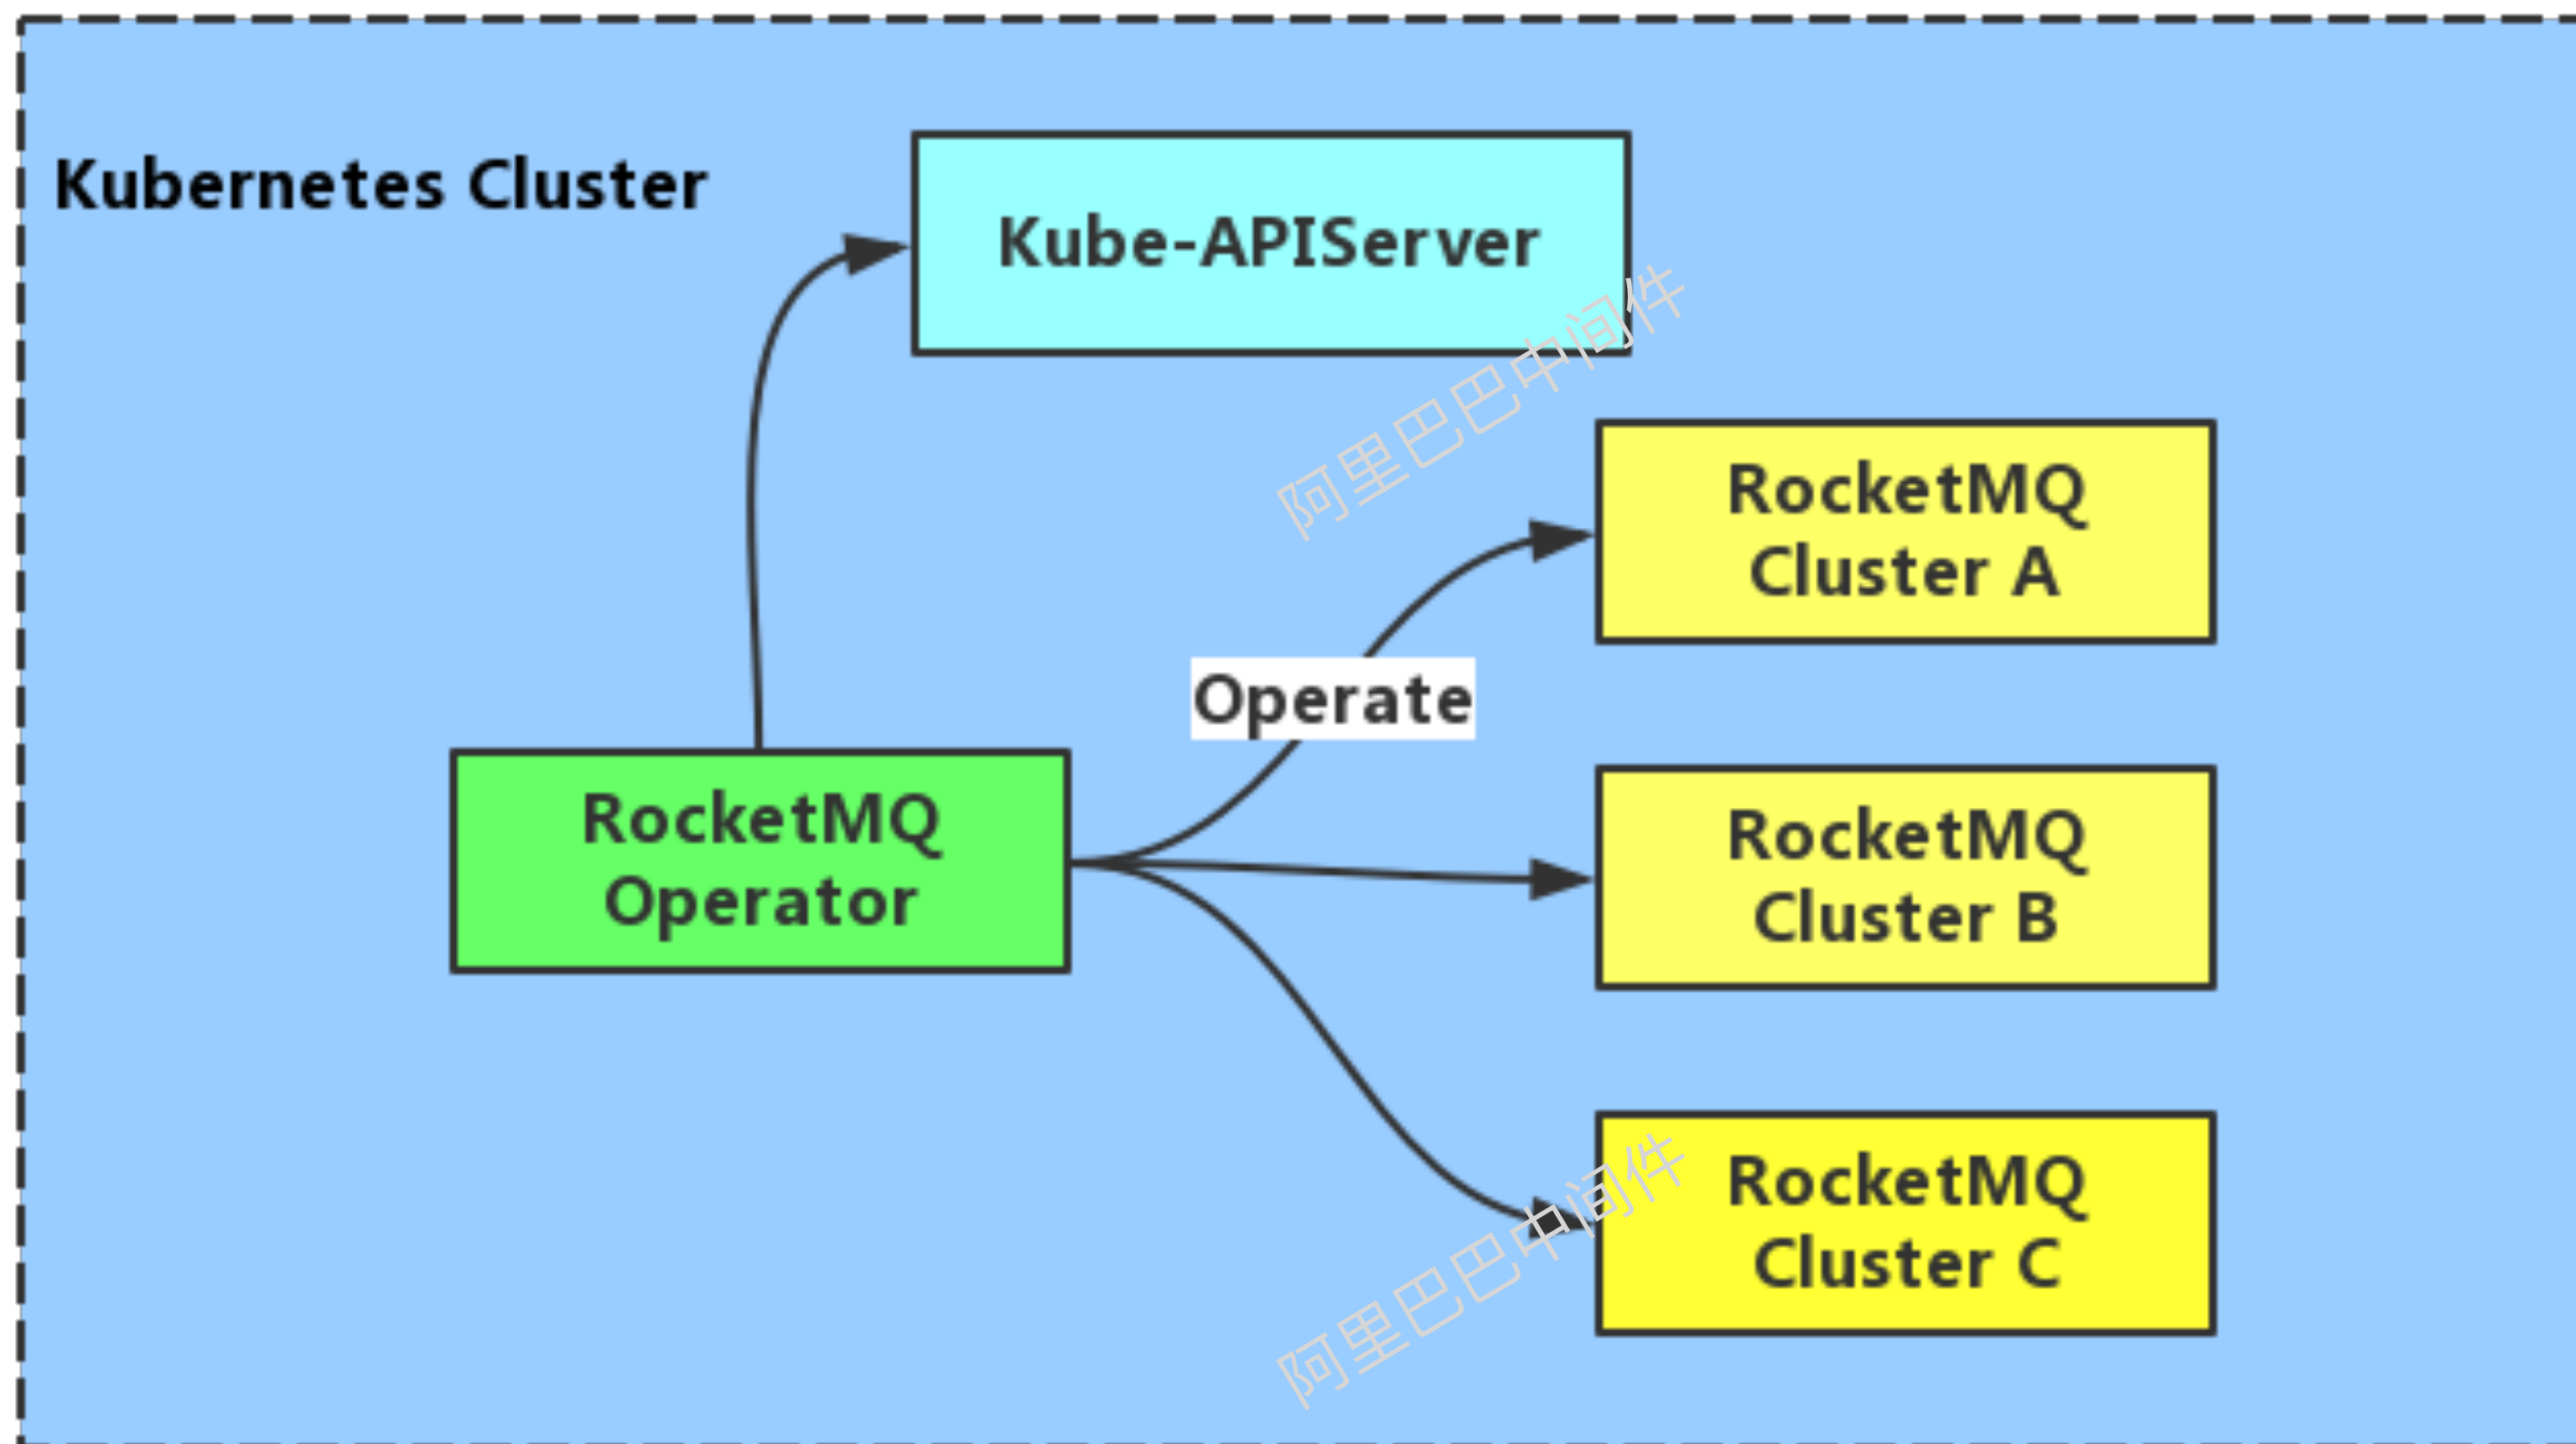 Kubernetes Cluster
Kube-APIServer
阿里巴巴中间件
RocketMQ
Cluster A
Operate
RocketMQ
Operator
RocketMQ
Cluster B
RocketMQ
Cluster C
阿里巴巴中间件